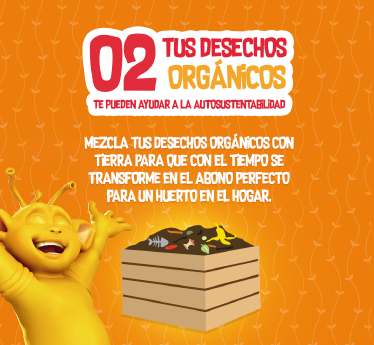 02 TUS DESECHOS
ORGÁNICOS
TE PUEDEN AYUDAR A LA AUTOSUSTENTABILIDAD
MEZCLA TUS DESECHOS ORGÁNICOS CON
TIERRA PARA QUE CON EL TIEMPO SE
TRANSFORME EN EL ABONO PERFECTO
PARA UN HUERTO EN EL HOGAR.